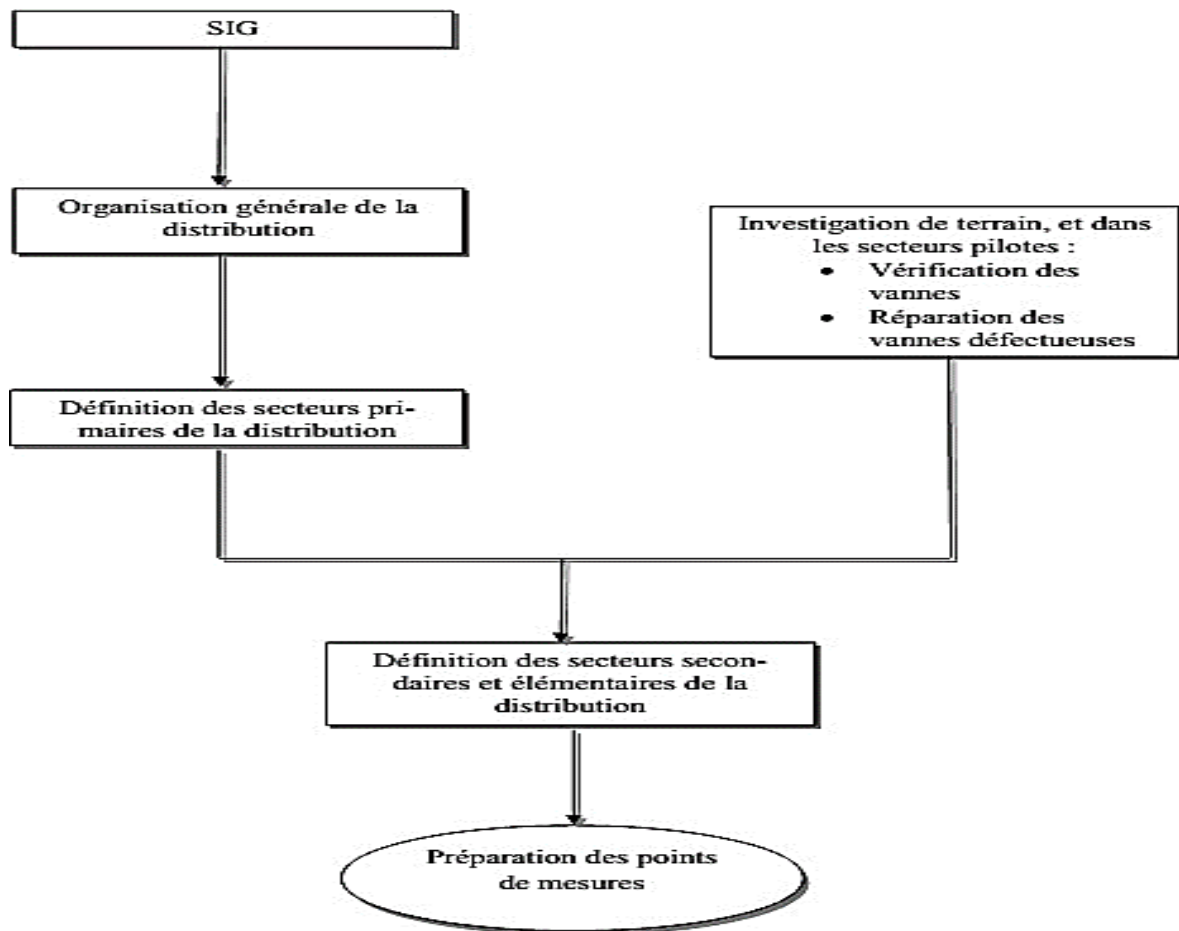 SIG
Organisation générale de la
distribution
Investigation de terrain, et dans
les secteurs pilotes :
• Vérification des
vannes
• Réparation des
vannes défectueuses
Définition des secteurs pri-
maires de la distribution
Définition des secteurs secon-
daires et élémentaires de la
distribution
Préparation des points
de mesures